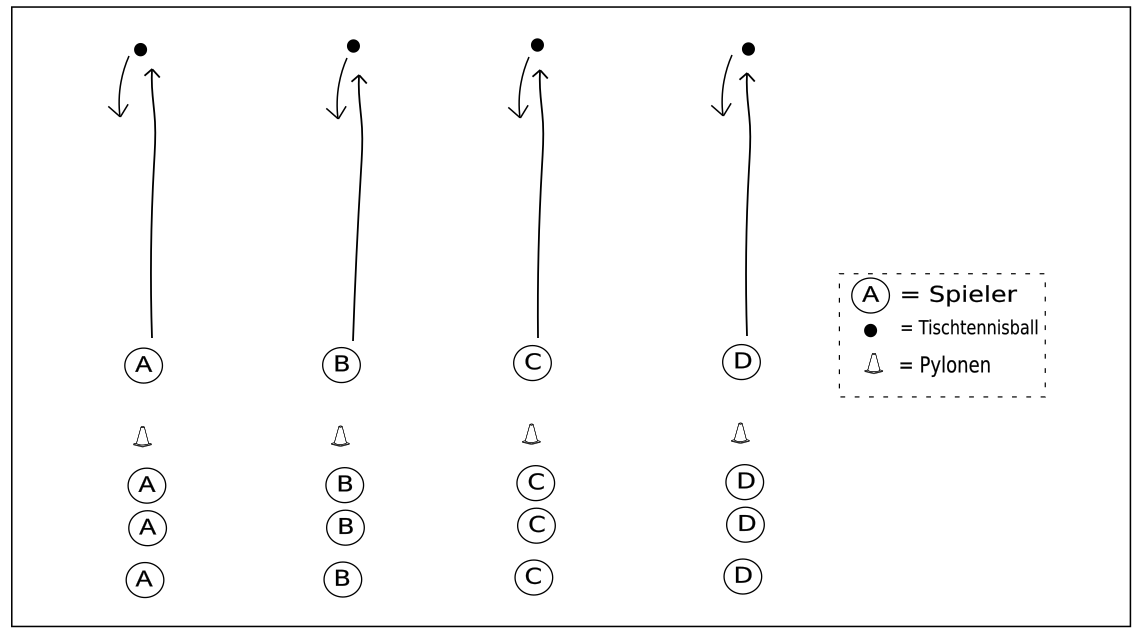 A B C D
A = Spieler
= Tischtennisball
= Pylonen
A B C D
A B C D
A B C D